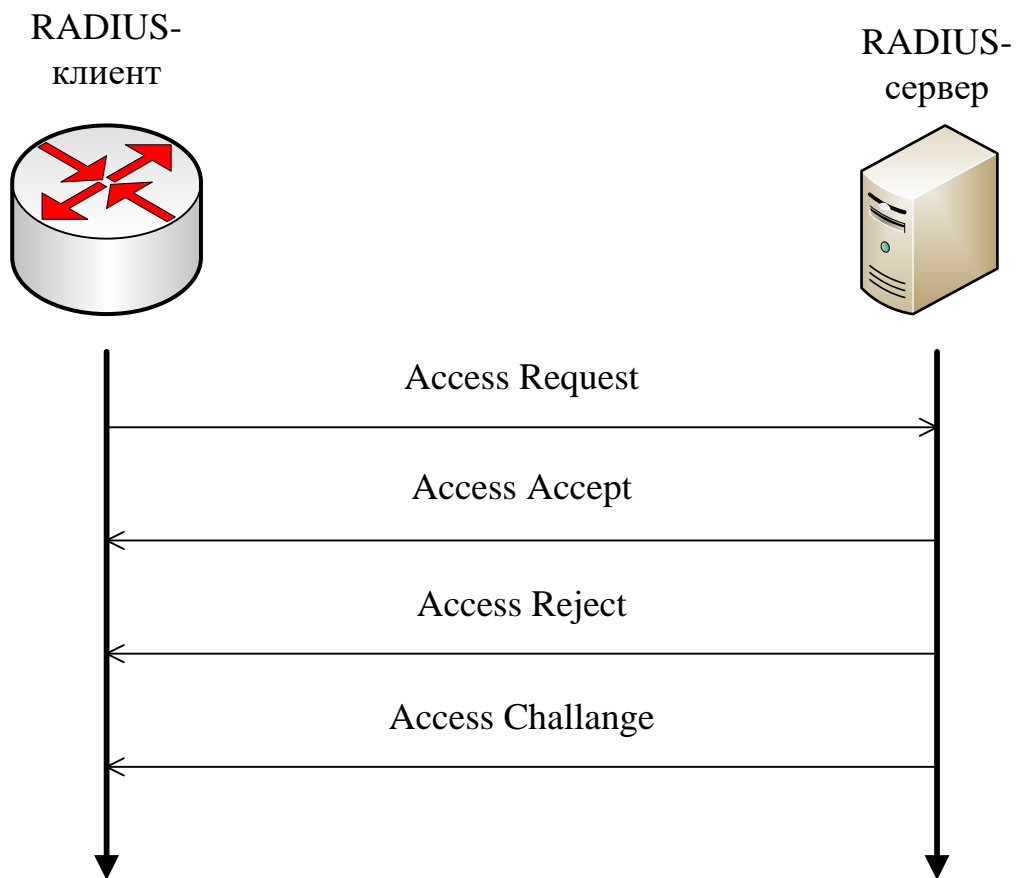 RADIUS-
клиент
RADIUS-
сервер
Access Request
Access Accept
Access Reject
Access Challange